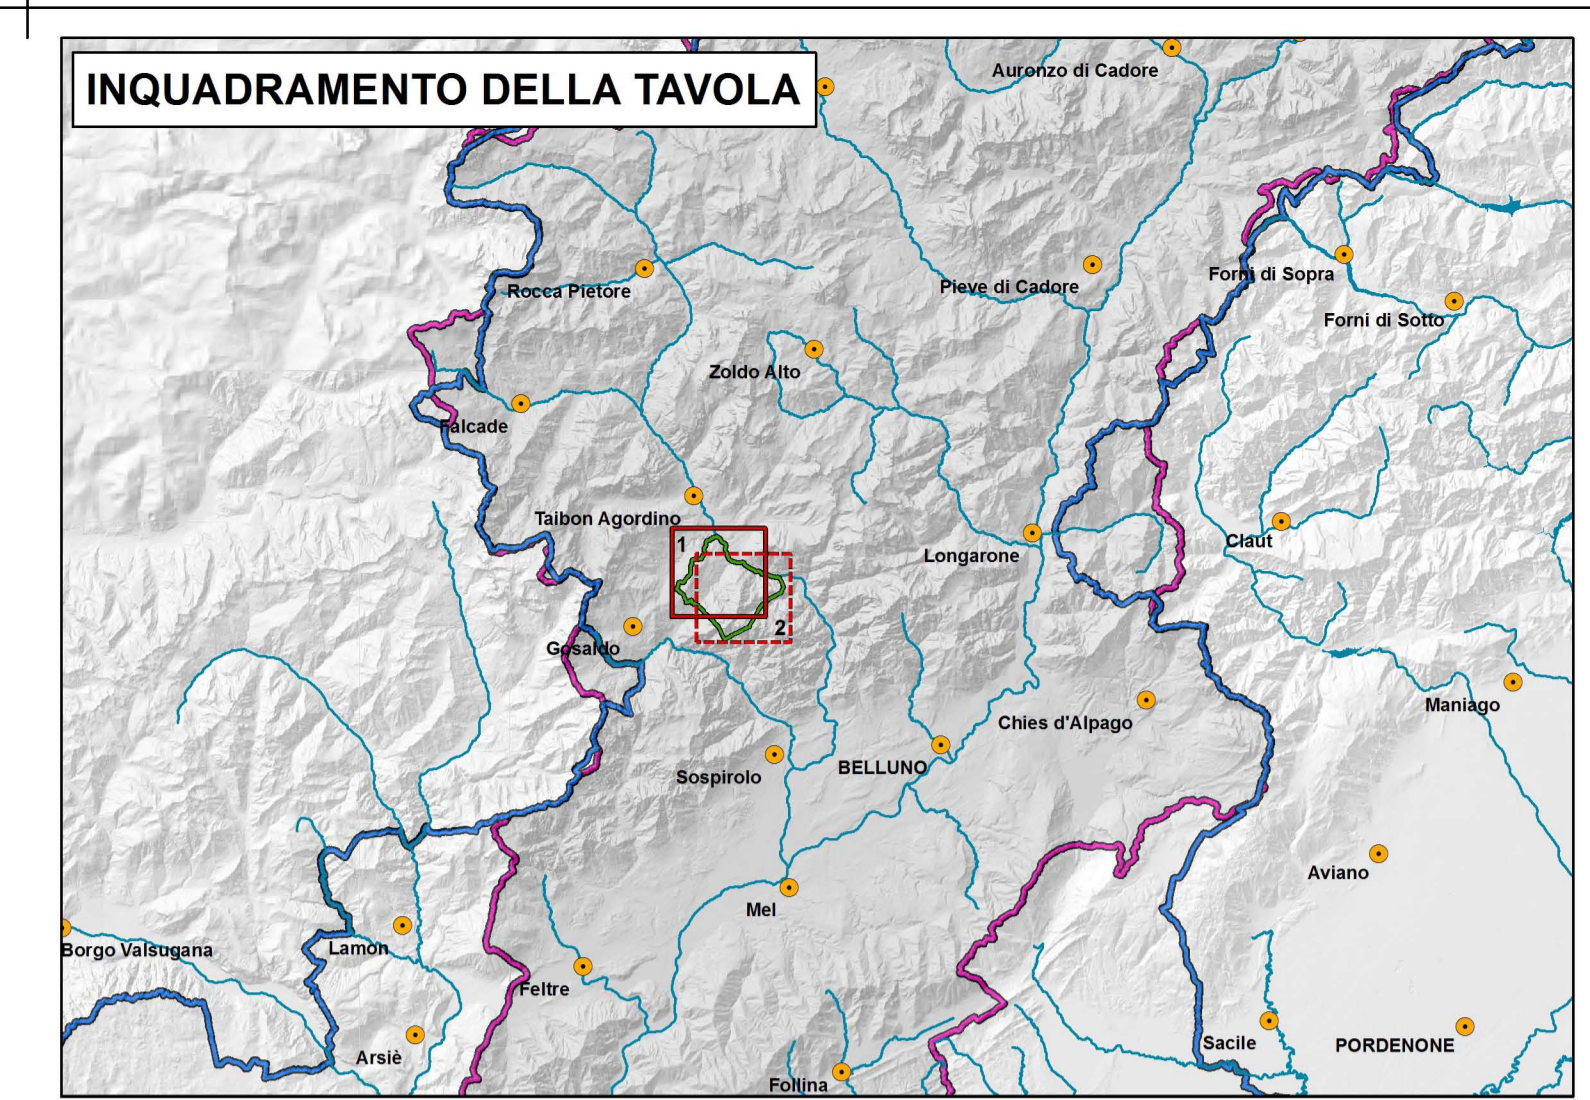 INQUADRAMENTO DELLA TAVOLA
Auronzo di Cadore
Rocca Pietore
Pieve di Cadore
Forni di Sopra
Forni di Sotto
Zoldo Alto
Falcade
Taibon Agordino
1
Longarone
Claut
2
Gosaldo
Chies d'Alpago
Maniago
Sospirolo
BELLUNO
Aviano
Mel
Borgo Valsugana
Lamon
Feltre
Arsiè
Sacile
PORDENONE
Follina